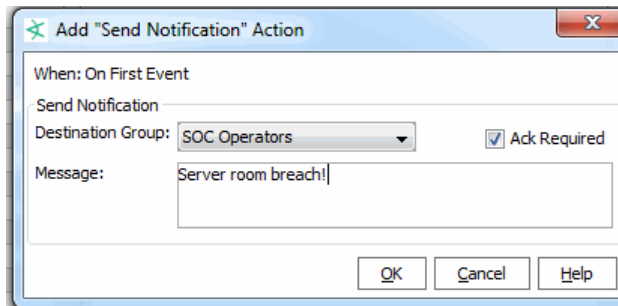 Add "Send Notification" Action
When: On First Event
Send Notification
Destination Group: SOC Operators Ack Required
Message: Server room breach!
OK Cancel Help